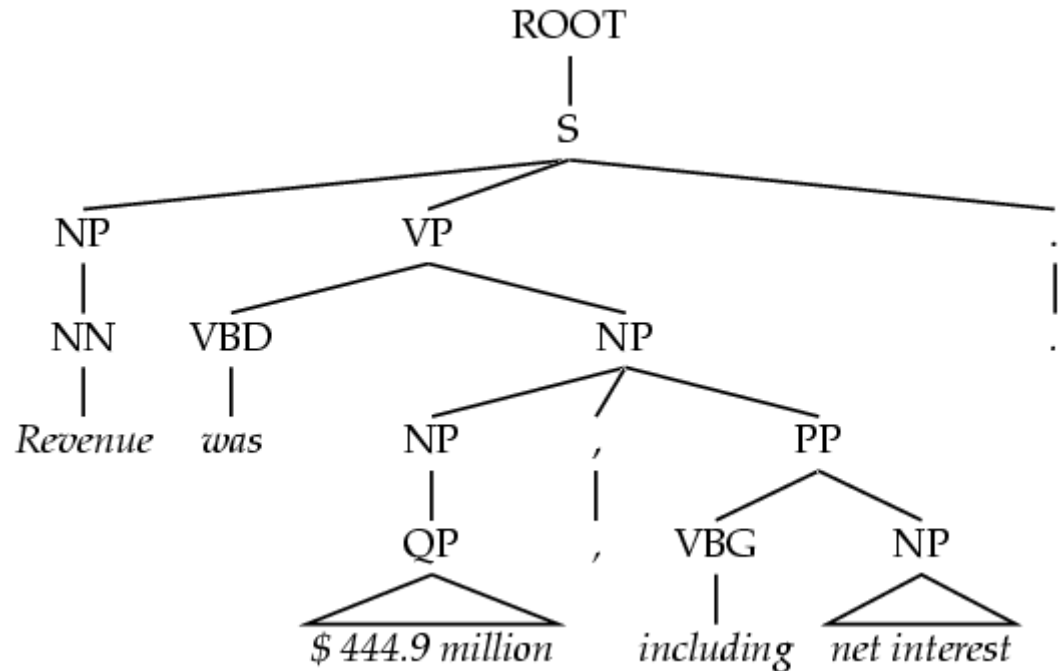 ROOT
S
NP VP .
NN VBD NP .
Revenue was NP , PP
QP , VBG NP
$ 444.9 million including net interest